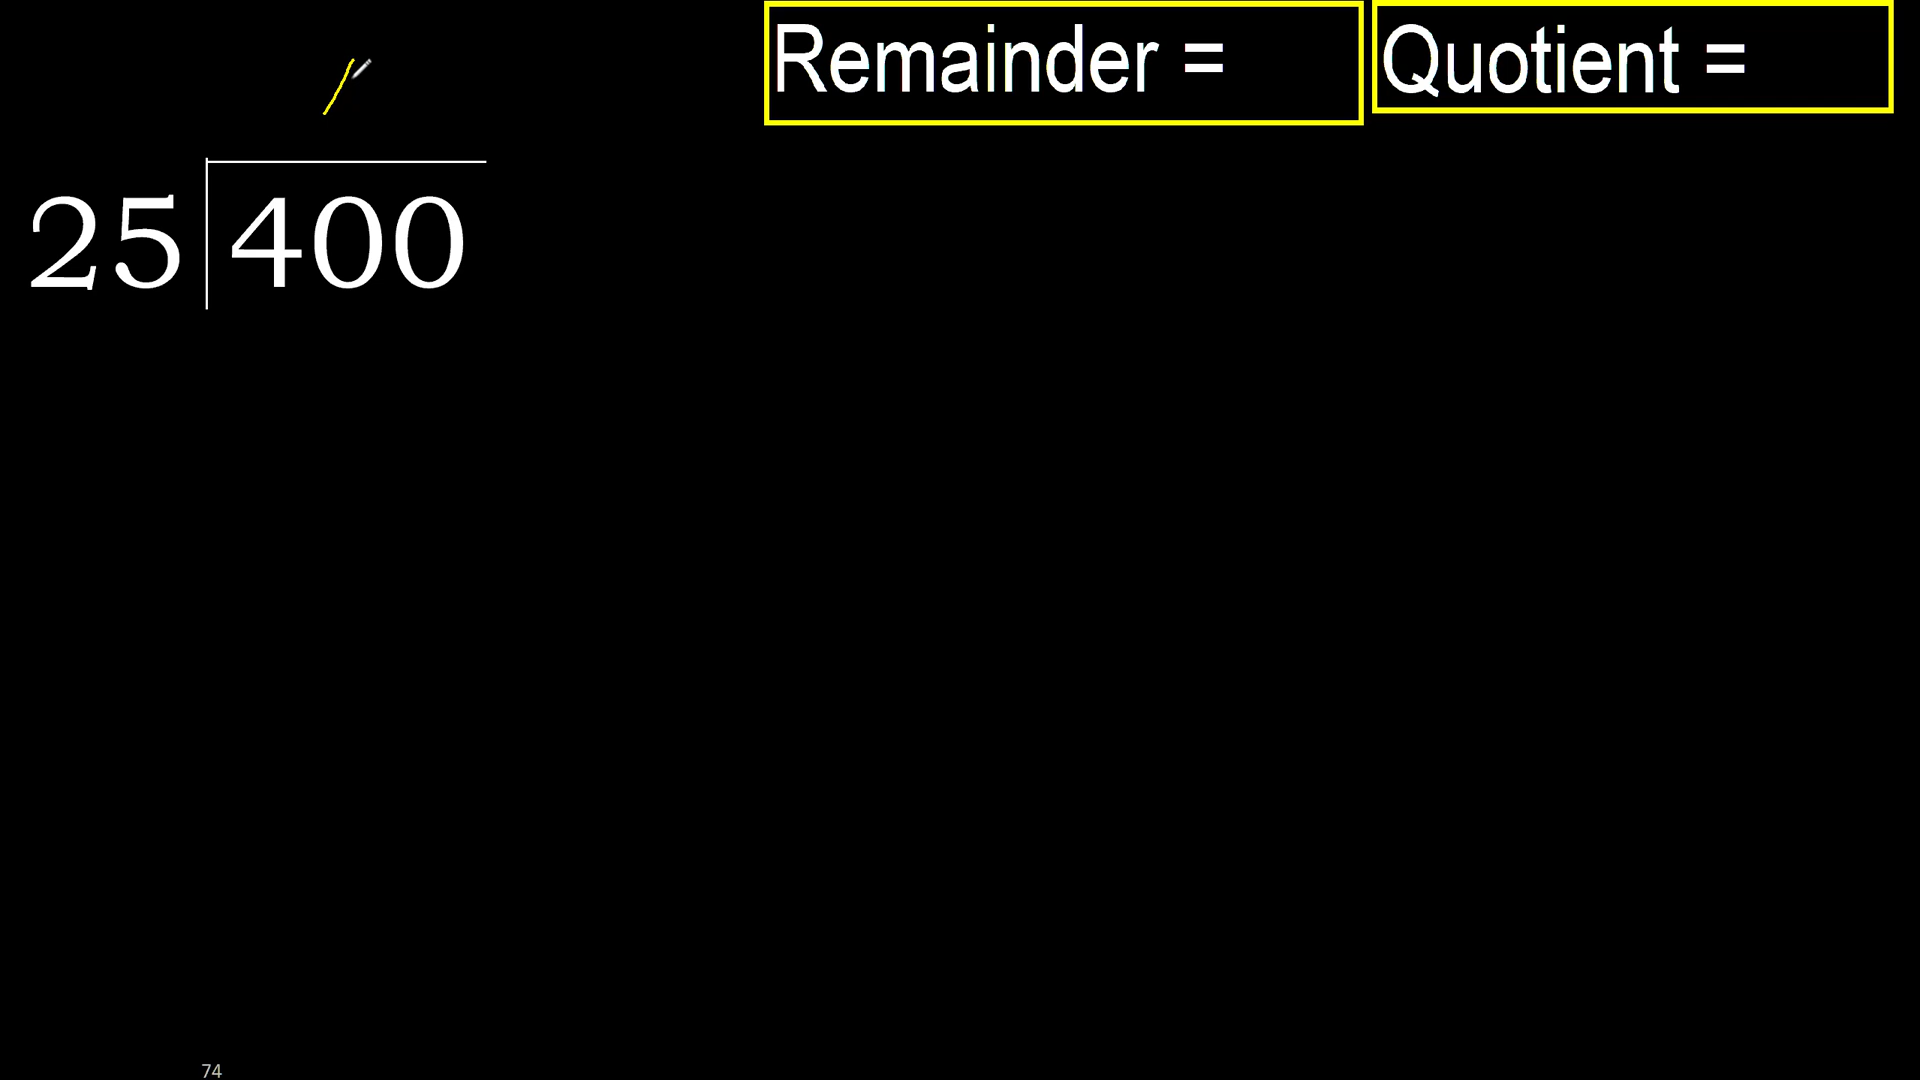 Remainder = Quotient =
25 400
74